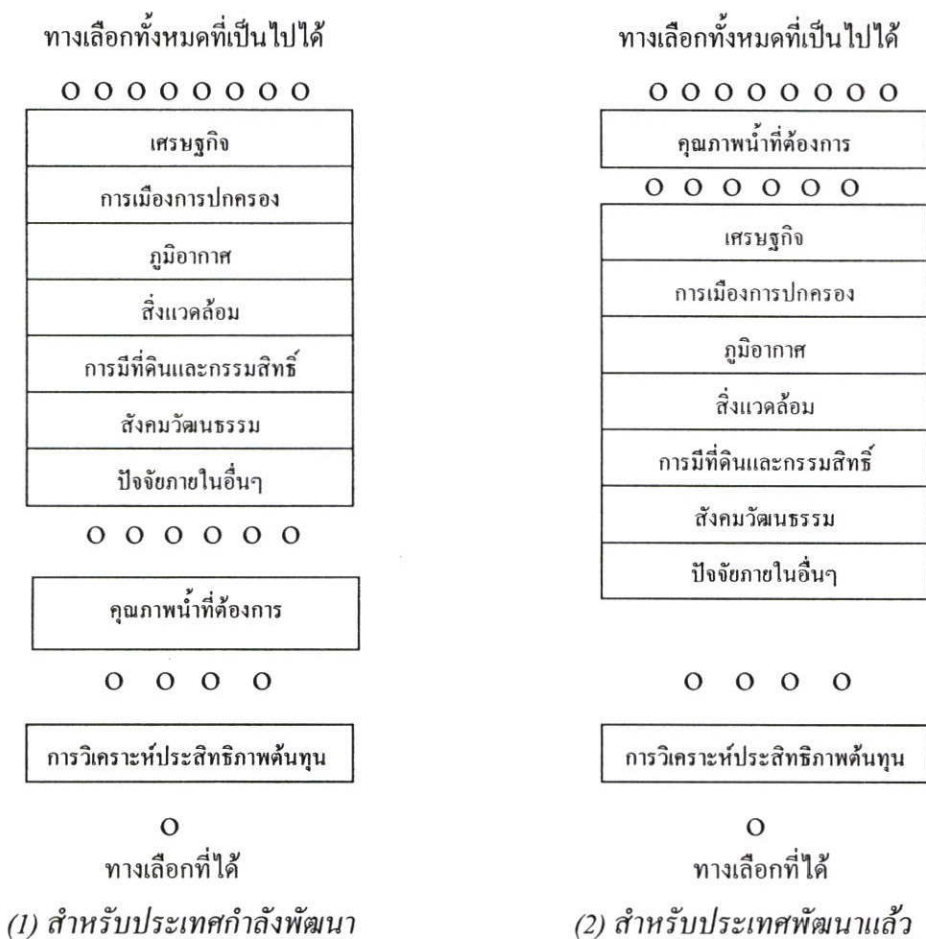 ทางเลือกทั้งหมดที่เป็นไปได้
O O O O O O O O
เศรษฐกิจ
การเมืองการปกครอง
ภูมิอากาศ
สิ่งแวดล้อม
การมีที่ดินและกรรมสิทธิ์
สังคมวัฒนธรรม
ปัจจัยภายในอื่นๆ
O O O O O O
คุณภาพน้ำที่ต้องการ
O O O O
การวิเคราะห์ประสิทธิภาพต้นทุน
O
ทางเลือกที่ได้
(1) สำหรับประเทศกำลังพัฒนา
ทางเลือกทั้งหมดที่เป็นไปได้
O O O O O O O O
คุณภาพน้ำที่ต้องการ
O O O O O O
เศรษฐกิจ
การเมืองการปกครอง
ภูมิอากาศ
สิ่งแวดล้อม
การมีที่ดินและกรรมสิทธิ์
สังคมวัฒนธรรม
ปัจจัยภายในอื่นๆ
O O O O
การวิเคราะห์ประสิทธิภาพต้นทุน
O
ทางเลือกที่ได้
(2) สำหรับประเทศพัฒนาแล้ว